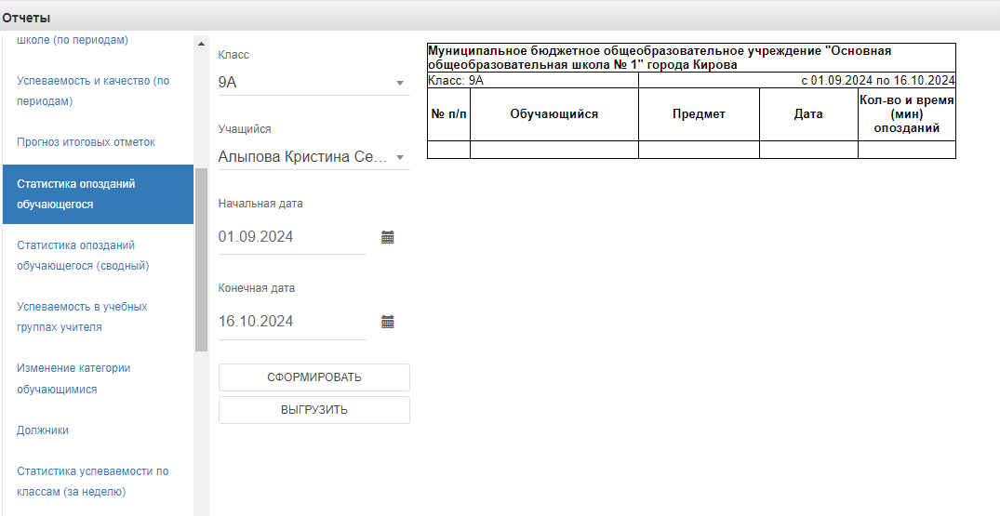 Отчеты
школе (по периодам)
Успеваемость и качество (по
периодам)
Прогноз итоговых отметок
Статистика опозданий
обучающегося
Статистика опозданий
обучающегося (сводный)
Успеваемость в учебных
группах учителя
Изменение категории
обучающимися
Должники
Статистика успеваемости по
классам (за неделю)
Класс
9А
Учащийся
Алыпова Кристина Се...
Начальная дата
01.09.2024
Конечная дата
16.10.2024
СФОРМИРОВАТЬ
ВЫГРУЗИТЬ
Муниципальное бюджетное общеобразовательное учреждение "Основная
общеобразовательная школа № 1" города Кирова
Класс: 9А с 01.09.2024 по 16.10.2024
№ п/п Обучающийся Предмет Дата Кол-во и время
(мин)
опозданий